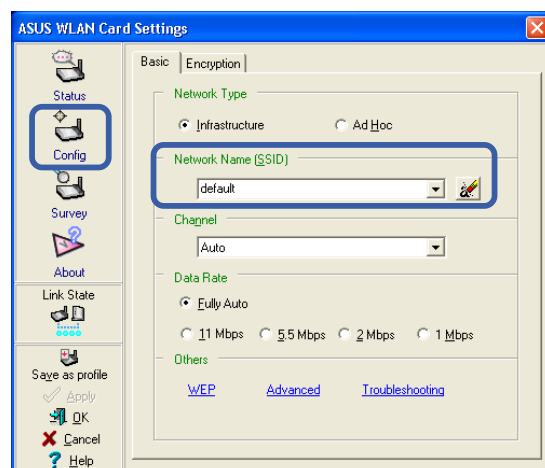 ASUS WLAN Card Settings
Status
Config
Survey
About
Link State
Save as profile
Apply
OK
Cancel
Help
Basic
Encryption
Network Type
Infrastructure
Ad Hoc
Network Name (SSID)
default
Channel
Auto
Data Rate
Fully Auto
11 Mbps
5.5 Mbps
2 Mbps
1 Mbps
Others
WEP
Advanced
Troubleshooting